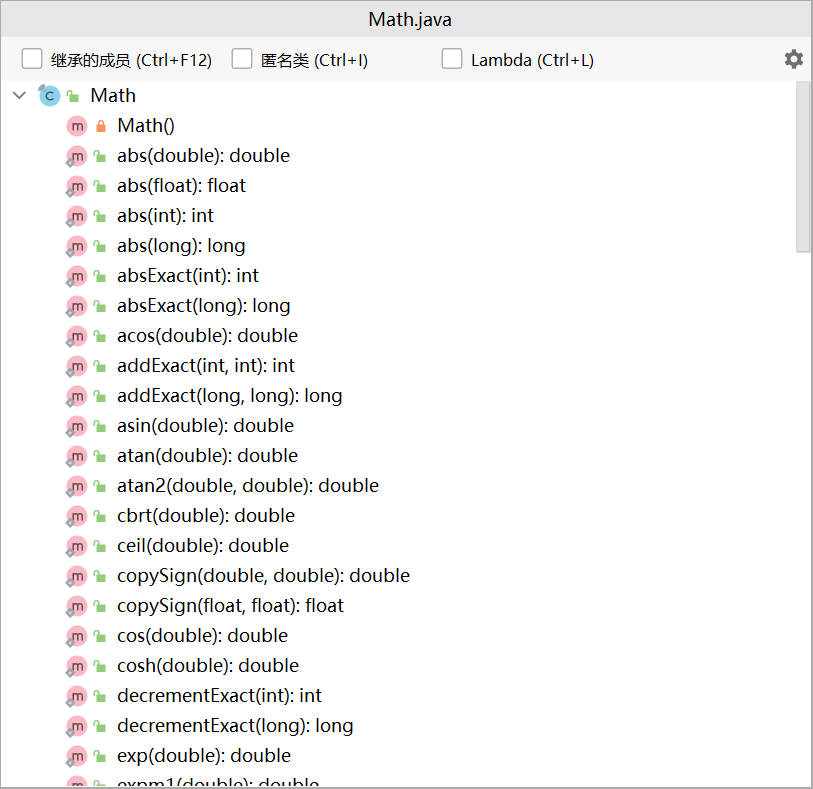 Math.java
继承的成员 (Ctrl+F12) 匿名类 (Ctrl+I) Lambda (Ctrl+L)
Math
Math()
abs(double): double
abs(float): float
abs(int): int
abs(long): long
absExact(int): int
absExact(long): long
acos(double): double
addExact(int, int): int
addExact(long, long): long
asin(double): double
atan(double): double
atan2(double, double): double
cbrt(double): double
ceil(double): double
copySign(double, double): double
copySign(float, float): float
cos(double): double
cosh(double): double
decrementExact(int): int
decrementExact(long): long
exp(double): double
expm1(double): double